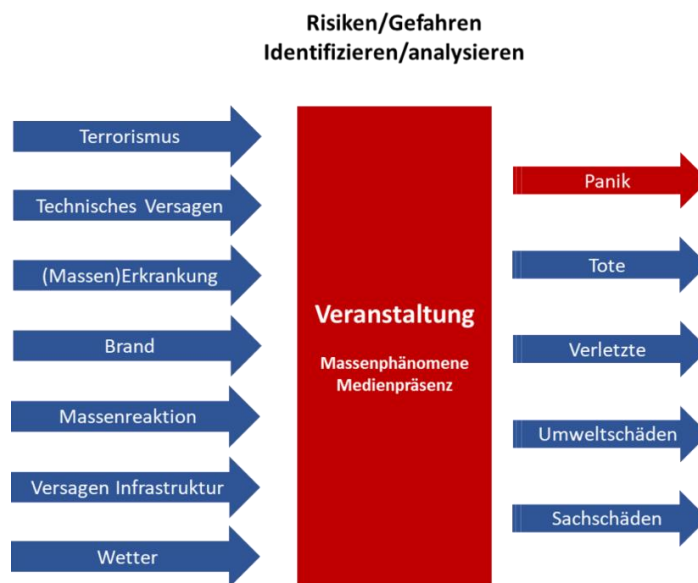 Risiken/Gefahren
Identifizieren/analysieren
Terrorismus
Technisches Versagen
(Massen)Erkrankung
Brand
Massenreaktion
Versagen Infrastruktur
Wetter
Veranstaltung
Massenphänomene
Medienpräsenz
Panik
Tote
Verletzte
Umweltschäden
Sachschäden